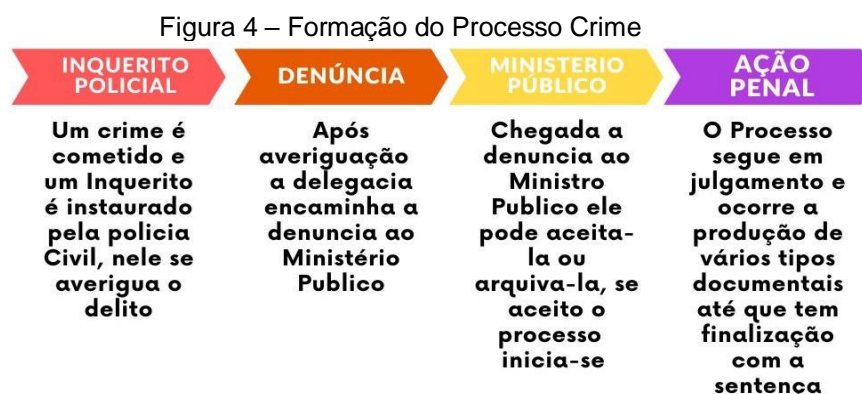 Figura 4 – Formação do Processo Crime
INQUERITO
POLICIAL
Um crime é
cometido e
um Inquerito
é instaurado
pela policia
Civil, nele se
averigua o
delito
DENÚNCIA
Após
averiguação
a delegacia
encaminha a
denuncia ao
Ministério
Publico
MINISTERIO
PÚBLICO
Chegada a
denuncia ao
Ministro
Publico ele
pode aceita-
la ou
arquiva-la, se
aceito o
processo
inicia-se
AÇÃO
PENAL
O Processo
segue em
julgamento e
ocorre a
produção de
vários tipos
documentais
até que tem
finalização
com a
sentença